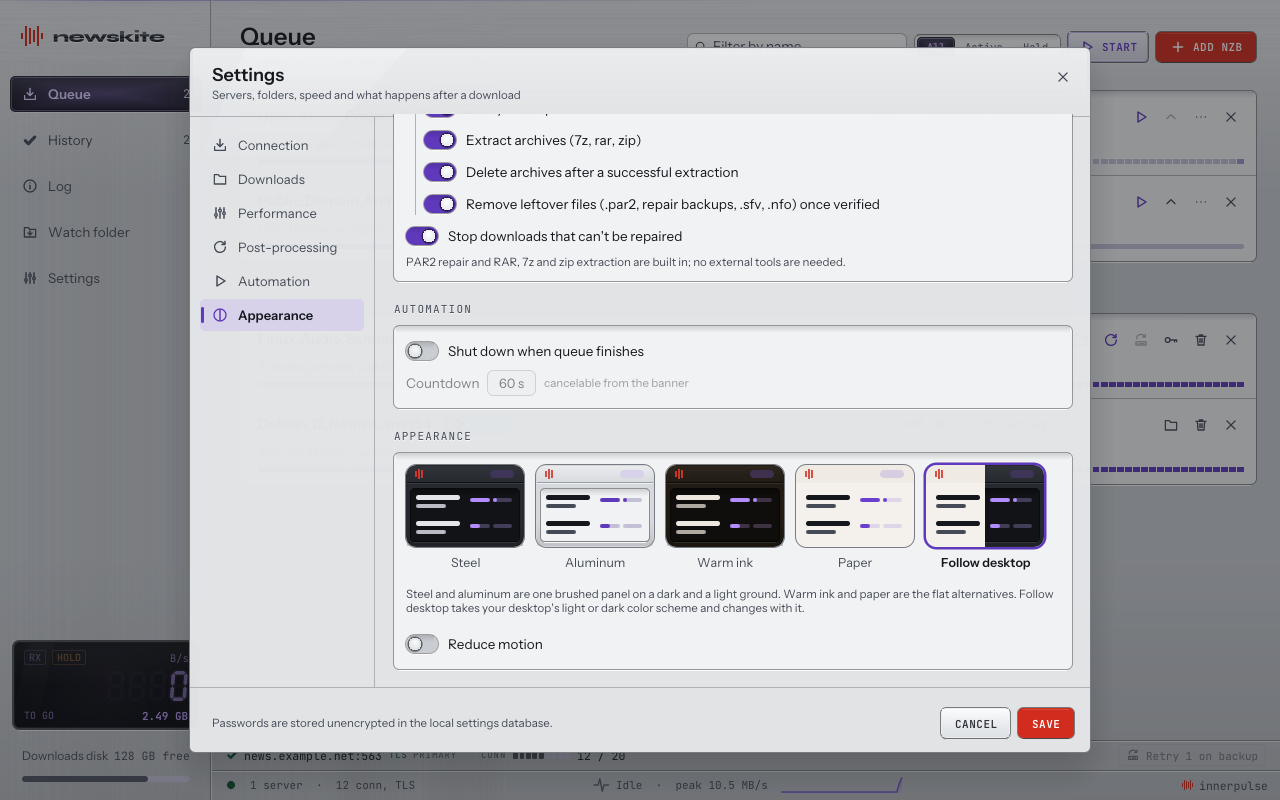 newskite
Queue
Filter by name
All
Active
Hold
START
ADD NZB
Queue
History
Log
Watch folder
Settings
Settings
Servers, folders, speed and what happens after a download
Connection
Downloads
Performance
Post-processing
Automation
Appearance
Extract archives (7z, rar, zip)
Delete archives after a successful extraction
Remove leftover files (.par2, repair backups, .sfv, .nfo) once verified
Stop downloads that can't be repaired
PAR2 repair and RAR, 7z and zip extraction are built in; no external tools are needed.
AUTOMATION
Shut down when queue finishes
Countdown 60 s cancelable from the banner
APPEARANCE
Steel
Aluminum
Warm ink
Paper
Follow desktop
Steel and aluminum are one brushed panel on a dark and a light ground. Warm ink and paper are the flat alternatives. Follow
desktop takes your desktop's light or dark color scheme and changes with it.
Reduce motion
Passwords are stored unencrypted in the local settings database.
CANCEL
SAVE
RX HOLD B/s
0
TO GO 2.49 GB
Downloads disk 128 GB free
news.example.net:563 TLS PRIMARY CONN 12 / 20
Retry 1 on backup
1 server · 12 conn, TLS
Idle · peak 10.5 MB/s
innerpulse